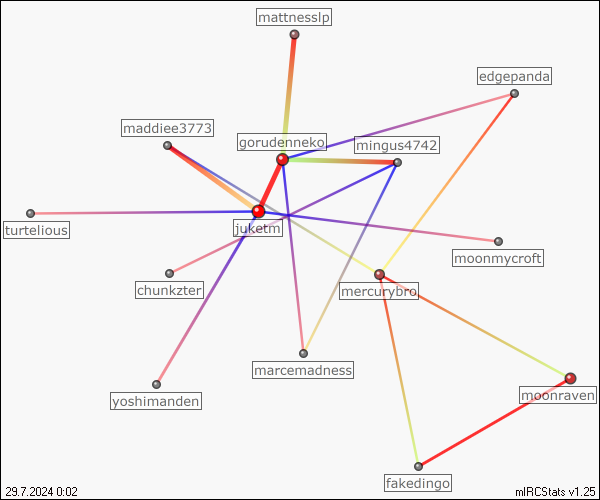 mattnesslp
edgepanda
maddiee3773
gorudenneko
mingus4742
turtelious
juketm
moonmycroft
chunkzter
mercurybro
marcemadness
yoshimanden
moonraven
fakedingo
29.7.2024 0:02
mIRCStats v1.25